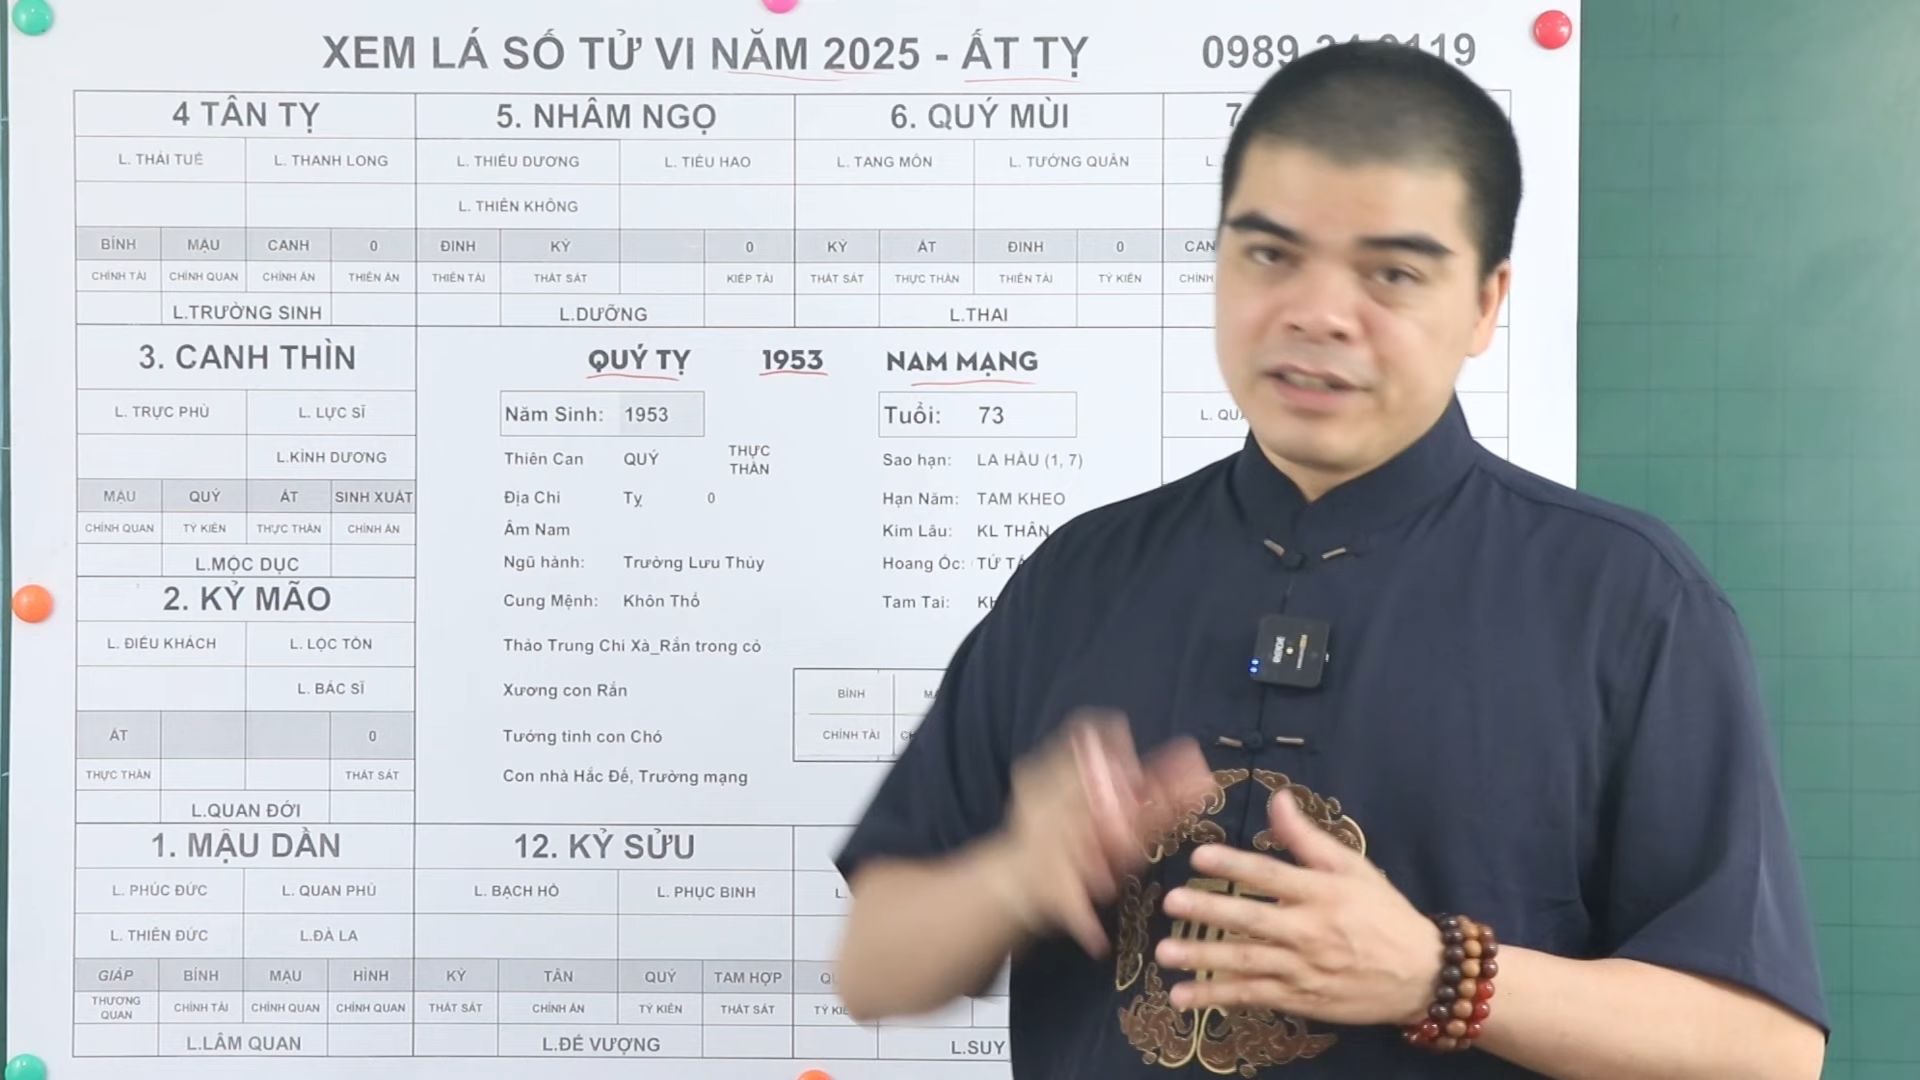 XEM LÁ SỐ TỬ VI NĂM 2025 - ẤT TỴ
4 TÂN TỴ 5. NHÂM NGỌ 6. QUÝ MÙI 7
L. THÁI TUẾ L. THANH LONG L. THIẾU DƯƠNG L. TIỂU HAO L. TANG MÔN L. TƯỚNG QUÂN L.
L. THIÊN KHÔNG
BÍNH MẬU CANH 0 ĐINH KỶ 0 KỶ ẤT ĐINH 0
CHÍNH TÀI CHÍNH QUAN CHÍNH ẤN THIÊN ẤN THIÊN TÀI THẤT SÁT KIẾP TÀI THẤT SÁT THỰC THẦN THIÊN TÀI TỶ KIÊN CHÍNH
L.TRƯỜNG SINH L.DƯỠNG L.THAI
3. CANH THÌN
L. TRỰC PHÙ L. LỰC SĨ
L.KÌNH DƯƠNG
MẬU QUÝ ẤT SINH XUẤT
CHÍNH QUAN TỶ KIÊN THỰC THẦN CHÍNH ẤN
L.MỘC DỤC
2. KỶ MÃO
L. ĐIẾU KHÁCH L. LỘC TỒN
L. BÁC SĨ
ẤT 0
THỰC THẦN THẤT SÁT
L.QUAN ĐỚI
QUÝ TỴ 1953 NAM MẠNG
Năm Sinh: 1953 Tuổi: 73
Thiên Can QUÝ THỰC THẦN Sao hạn: LA HẦU (1, 7)
Địa Chi Tỵ 0 Hạn Năm: TAM KHEO
Âm Nam Kim Lâu: KL THÂN
Ngũ hành: Trường Lưu Thủy Hoang Ốc: TỨ
Cung Mệnh: Khôn Thổ Tam Tai:
Thảo Trung Chi Xà_Rắn trong cỏ
Xương con Rắn BÍNH
Tướng tinh con Chó CHÍNH TÀI
Con nhà Hắc Đế, Trường mạng
1. MẬU DẦN 12. KỶ SỬU
L. PHÚC ĐỨC L. QUAN PHỦ L. BẠCH HỔ L. PHỤC BINH L.
L. THIÊN ĐỨC L.ĐÀ LA
GIÁP BÍNH MẬU HÌNH KỶ TÂN QUÝ TAM HỢP
THƯƠNG QUAN CHÍNH TÀI CHÍNH QUAN CHÍNH QUAN THẤT SÁT CHÍNH ẤN TỶ KIÊN THẤT SÁT
L.LÂM QUAN L.ĐẾ VƯỢNG L.SUY